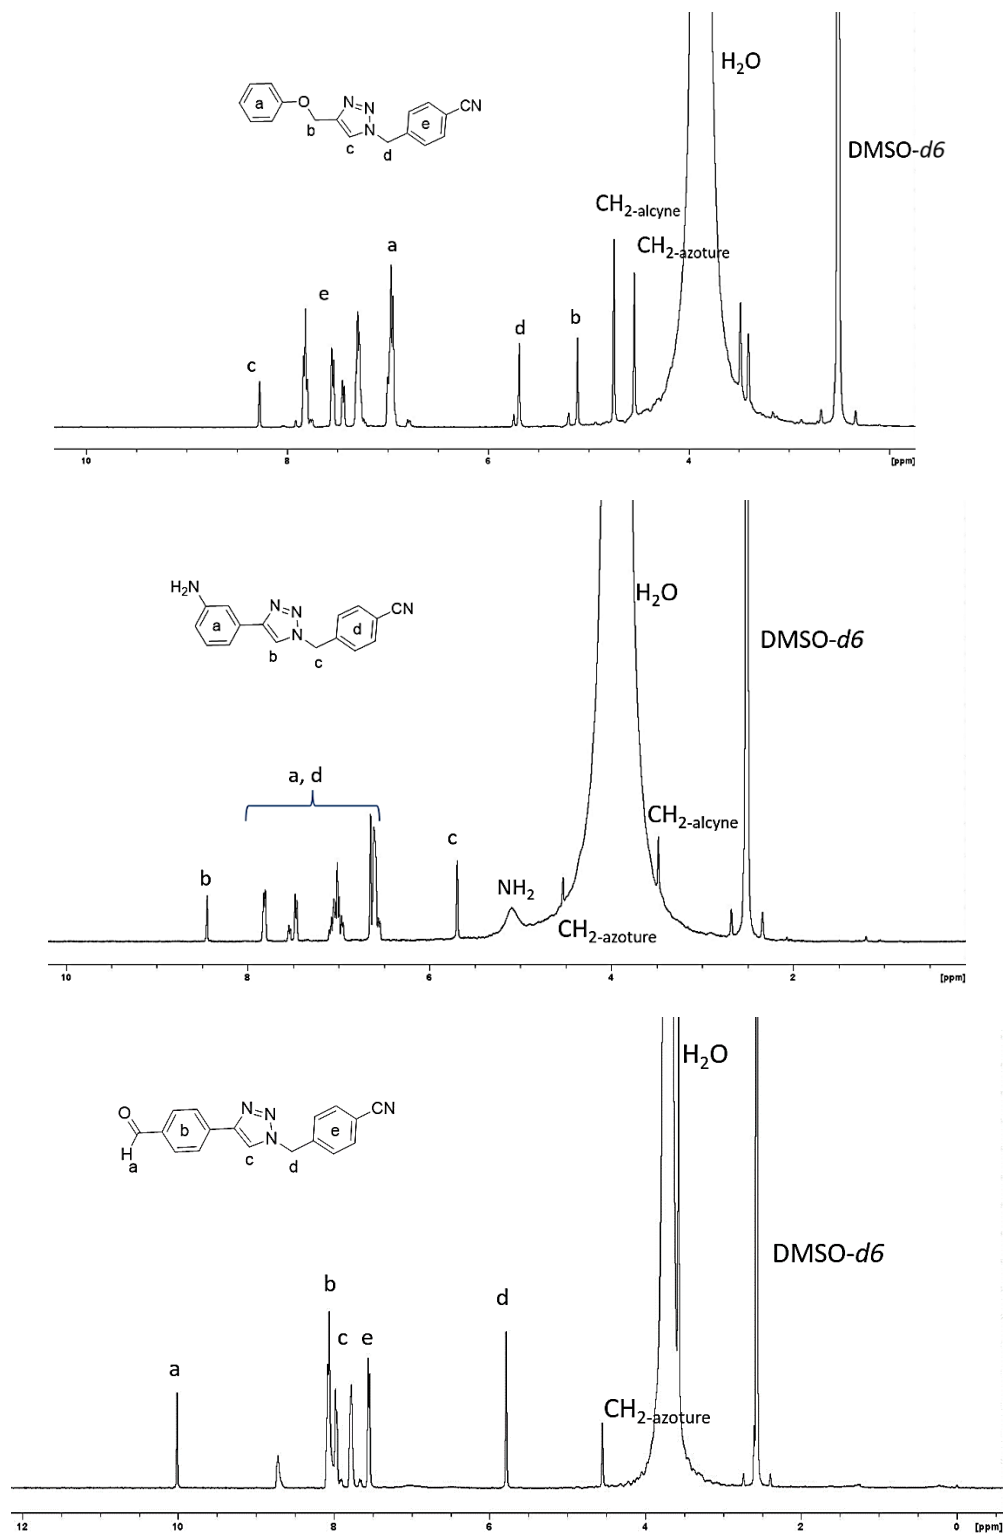 H₂O
N
N
CN
a
O
N
e
b
c
d
DMSO-d6
CH₂-alcyne
CH₂-azoture
a
e
d
b
c
10 8 6 4 [ppm]
H₂O
H₂N
N
N
CN
a
N
d
b
c
DMSO-d6
a, d
CH₂-alcyne
c
b
NH₂
CH₂-azoture
10 8 6 4 2 [ppm]
H₂O
N
N
CN
O
b
N
e
H
a
c
d
DMSO-d6
b
d
c e
a
CH₂-azoture
12 10 8 6 4 2 0 [ppm]